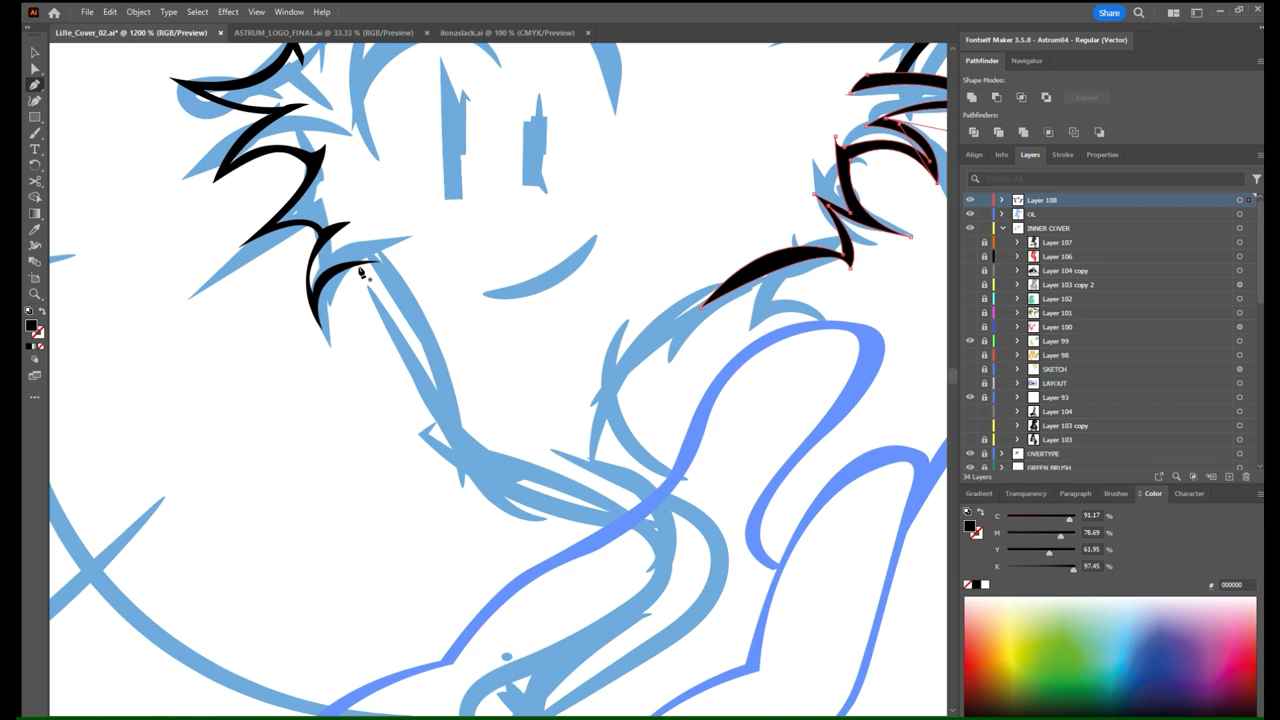 Ai File Edit Object Type Select Effect View Window Help Share
LiJle_Cover_02.ai* @ 1200 % (RGB/Preview) × ASTRUM_LOGO_FINAL.ai @ 33.33 % (RGB/Preview) × ilonaslack.ai @ 100 % (CMYK/Preview) ×
Fontself Maker 3.5.8 - Astrum04 - Regular (Vector)
Pathfinder Navigator
Shape Modes:
Expand
Pathfinders:
Align Info Layers Stroke Properties
Search All
Layer 108
OL
INNER COVER
Layer 107
Layer 106
Layer 104 copy
Layer 103 copy 2
Layer 102
Layer 101
Layer 100
Layer 99
Layer 98
SKETCH
LAYOUT
Layer 93
Layer 104
Layer 103 copy
Layer 103
OVERTYPE
GREEN BRUSH
34 Layers
Gradient Transparency Paragraph Brushes Color Character
C 91.17 %
M 78.69 %
Y 61.95 %
K 97.45 %
# 000000